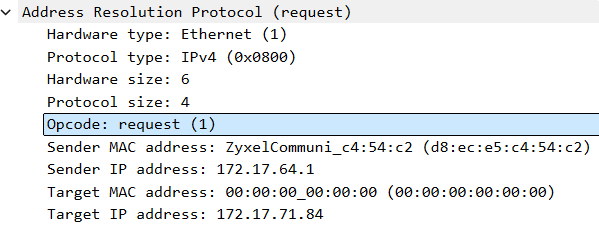 Address Resolution Protocol (request)
Hardware type: Ethernet (1)
Protocol type: IPv4 (0x0800)
Hardware size: 6
Protocol size: 4
Opcode: request (1)
Sender MAC address: ZyxelCommuni_c4:54:c2 (d8:ec:e5:c4:54:c2)
Sender IP address: 172.17.64.1
Target MAC address: 00:00:00_00:00:00 (00:00:00:00:00:00)
Target IP address: 172.17.71.84